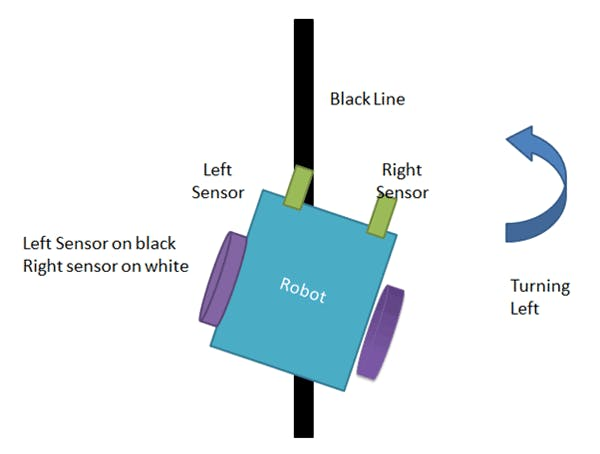 Black Line
Left
Sensor
Right
Sensor
Left Sensor on black
Right sensor on white
Robot
Turning
Left